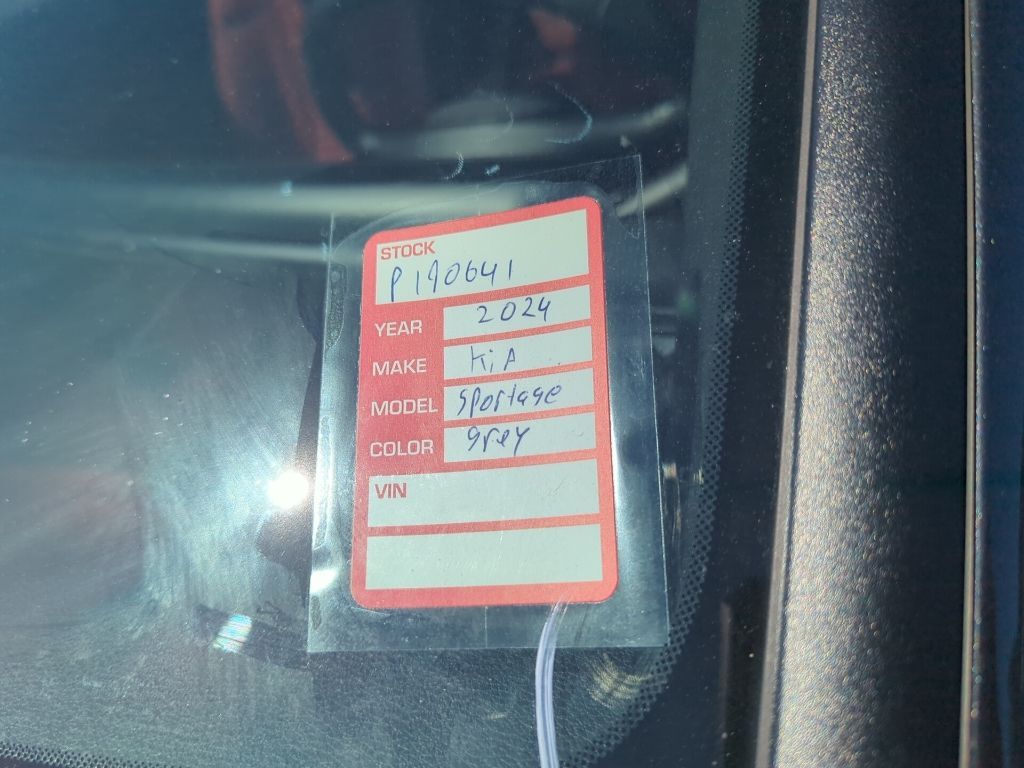 STOCK
P190641
YEAR 2024
MAKE KiA
MODEL Sportage
COLOR grey
VIN